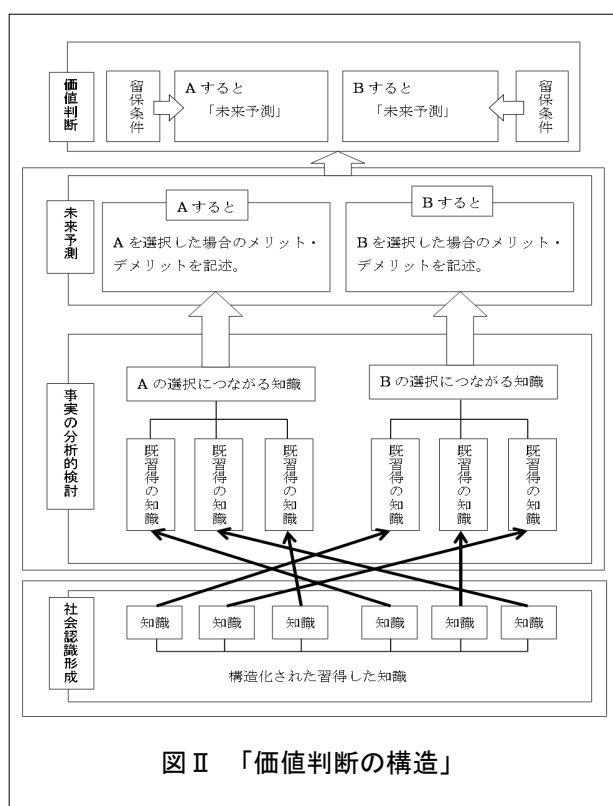 価値判断
留保条件
Aすると
「未来予測」
Bすると
「未来予測」
留保条件
未来予測
Aすると
Aを選択した場合のメリット・
デメリットを記述。
Bすると
Bを選択した場合のメリット・
デメリットを記述。
事実の分析的検討
Aの選択につながる知識
Bの選択につながる知識
既習得の知識
既習得の知識
既習得の知識
既習得の知識
既習得の知識
既習得の知識
社会認識形成
知識
知識
知識
知識
知識
知識
構造化された習得した知識
図Ⅱ 「価値判断の構造」